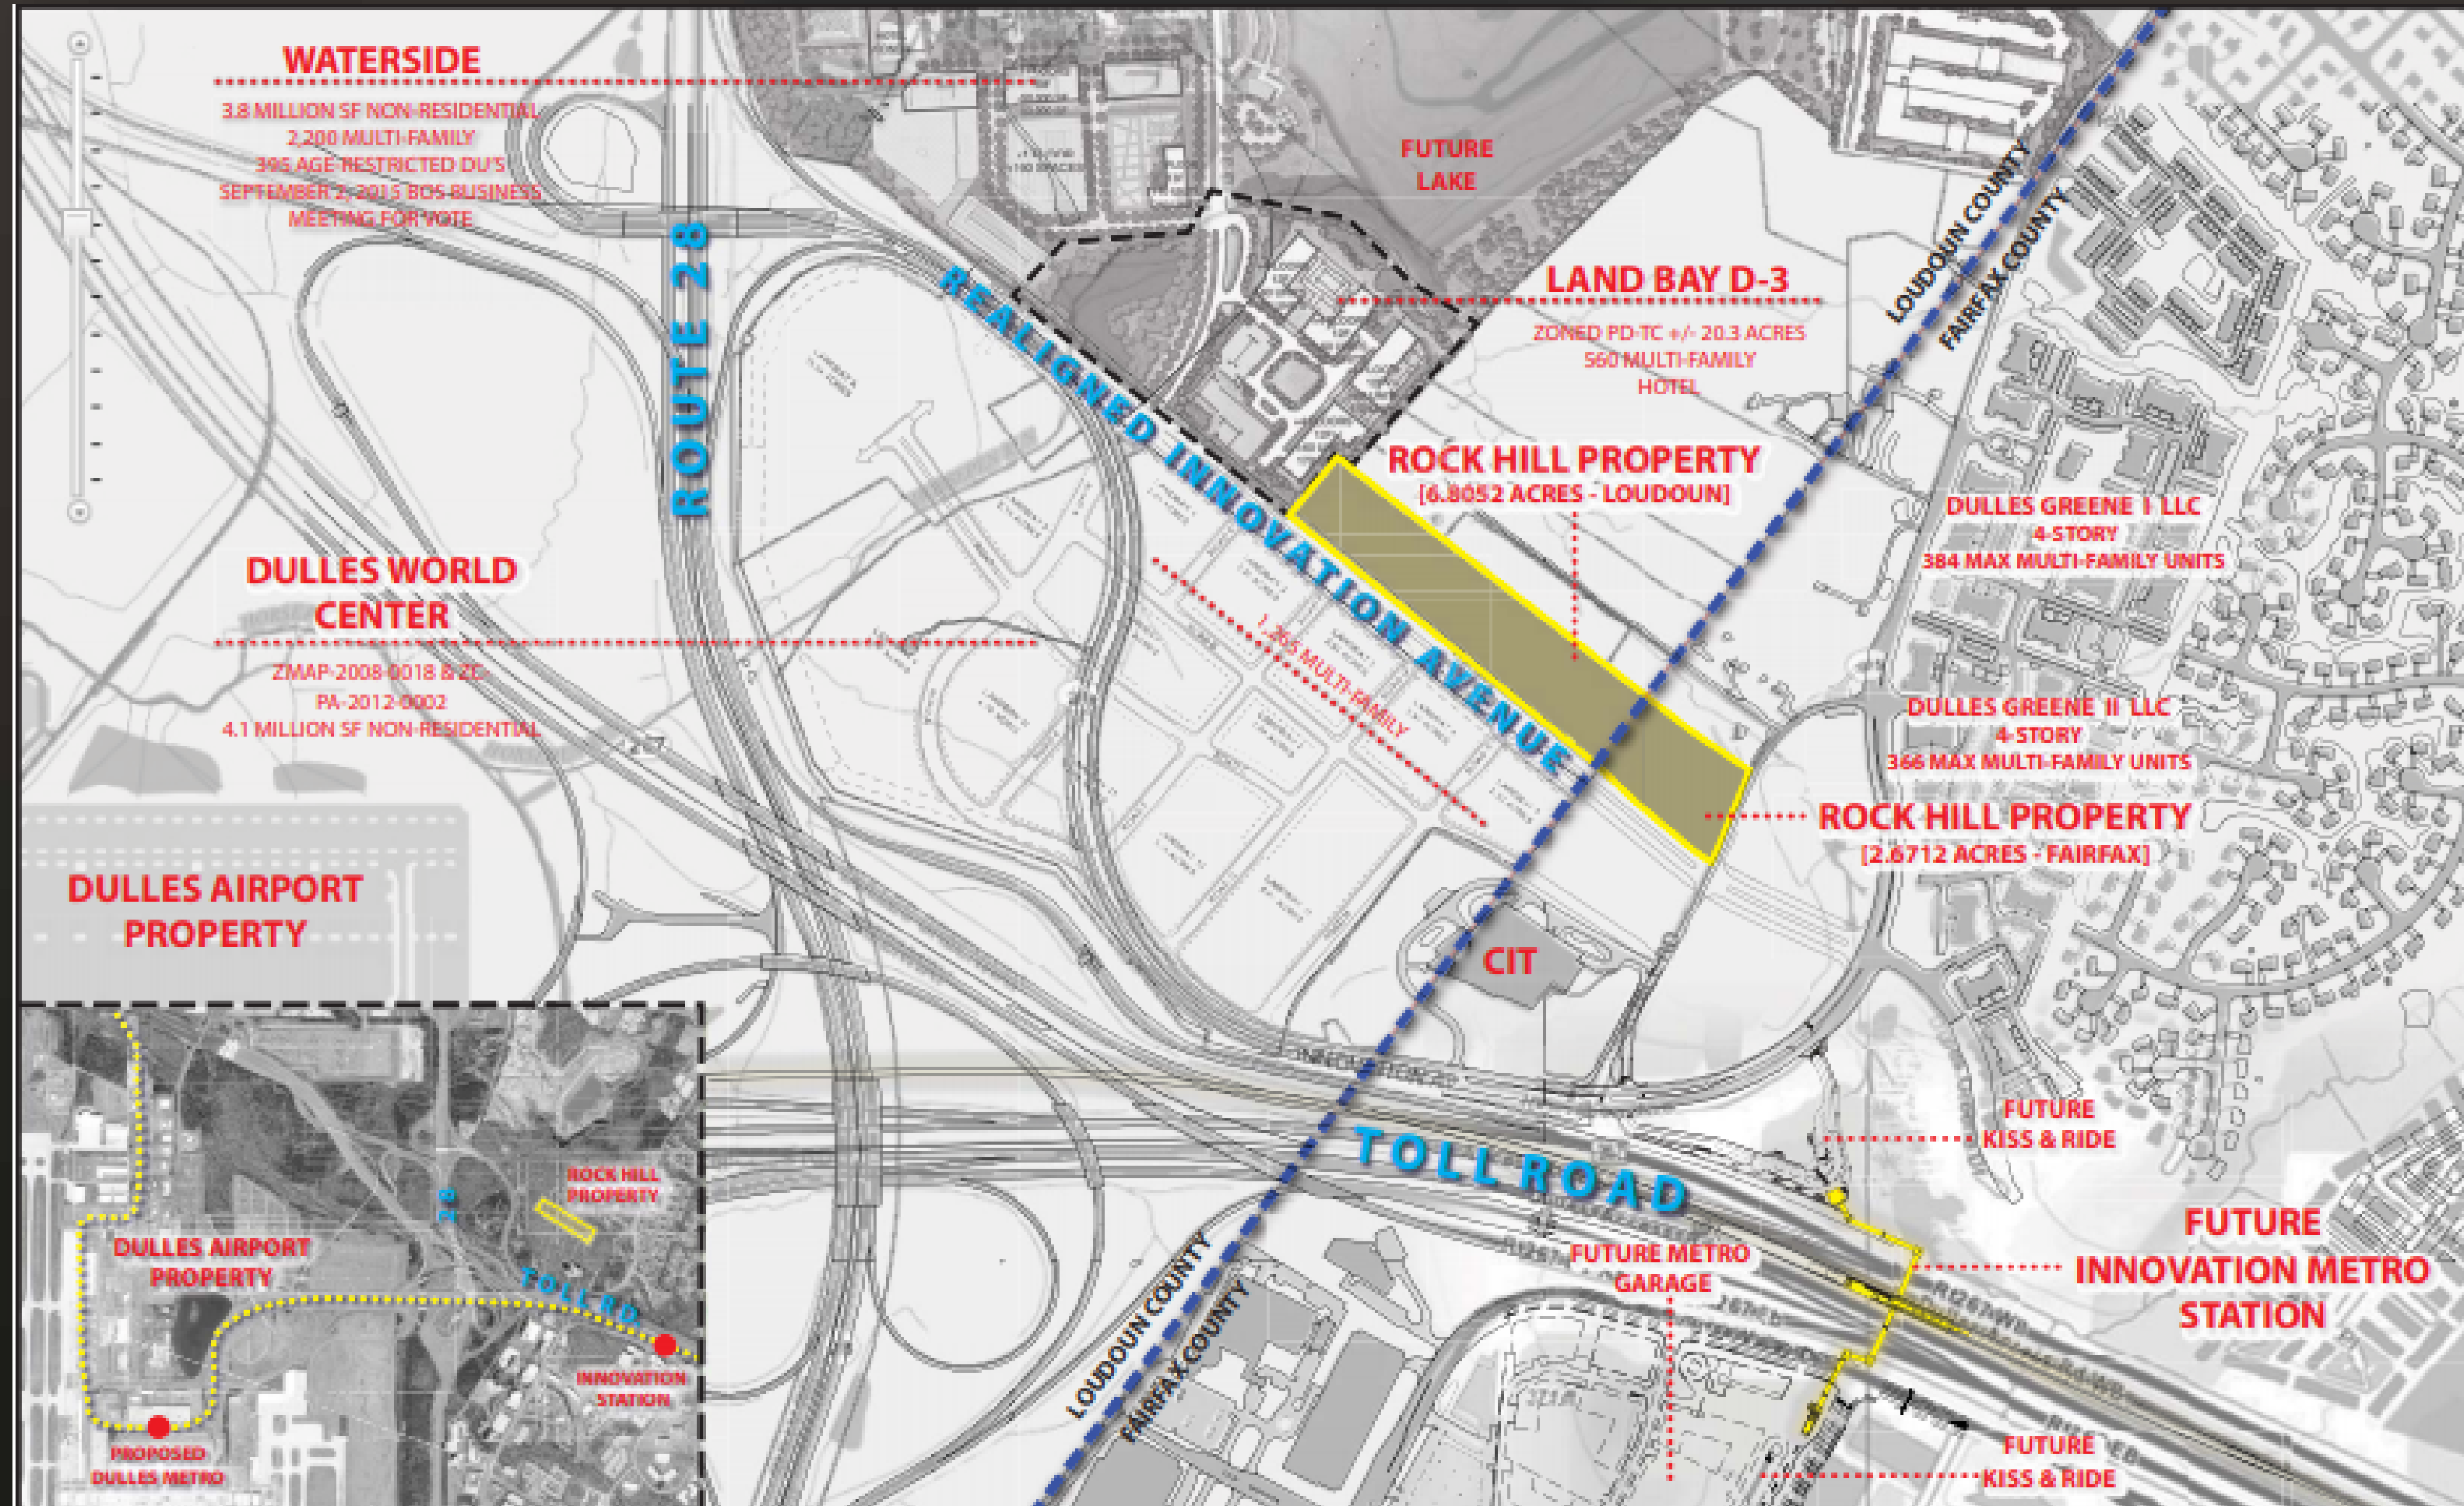 WATERSIDE
3.8 MILLION SF NON-RESIDENTIAL
2,200 MULTI-FAMILY
395 AGE-RESTRICTED DU'S
SEPTEMBER 2, 2015 BOS BUSINESS
MEETING FOR VOTE
FUTURE
LAKE
LOUDOUN COUNTY
FAIRFAX COUNTY
ROUTE 28
REALIGNED INNOVATION AVENUE
LAND BAY D-3
ZONED PD-TC +/- 20.3 ACRES
560 MULTI-FAMILY
HOTEL
ROCK HILL PROPERTY
[6.8052 ACRES - LOUDOUN]
DULLES GREENE I LLC
4-STORY
384 MAX MULTI-FAMILY UNITS
DULLES WORLD
CENTER
ZMAP-2008-0018 & ZC-
PA-2012-0002
4.1 MILLION SF NON-RESIDENTIAL
1,265 MULTI-FAMILY
DULLES GREENE II LLC
4-STORY
366 MAX MULTI-FAMILY UNITS
ROCK HILL PROPERTY
[2.6712 ACRES - FAIRFAX]
DULLES AIRPORT
PROPERTY
CIT
TOLL ROAD
FUTURE
KISS & RIDE
FUTURE
INNOVATION METRO
STATION
FUTURE METRO
GARAGE
LOUDOUN COUNTY
FAIRFAX COUNTY
FUTURE
KISS & RIDE
ROCK HILL
PROPERTY
28
DULLES AIRPORT
PROPERTY
TOLL RD.
INNOVATION
STATION
PROPOSED
DULLES METRO